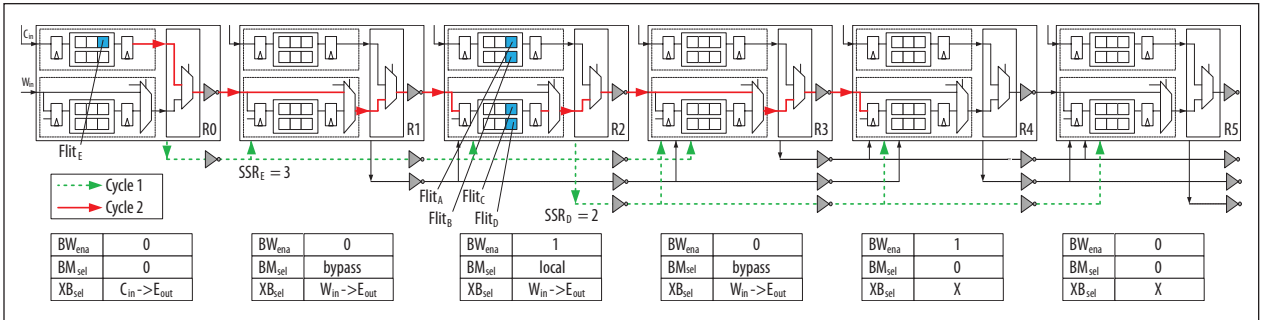 C_in
W_in
R0
R1
R2
R3
R4
R5
Flit_E
SSR_E = 3
Flit_A
Flit_B
Flit_C
Flit_D
SSR_D = 2
Cycle 1
Cycle 2
BW_ena 0
BM_sel 0
XB_sel C_in ->E_out
BW_ena 0
BM_sel bypass
XB_sel W_in ->E_out
BW_ena 1
BM_sel local
XB_sel W_in ->E_out
BW_ena 0
BM_sel bypass
XB_sel W_in ->E_out
BW_ena 1
BM_sel 0
XB_sel X
BW_ena 0
BM_sel 0
XB_sel X